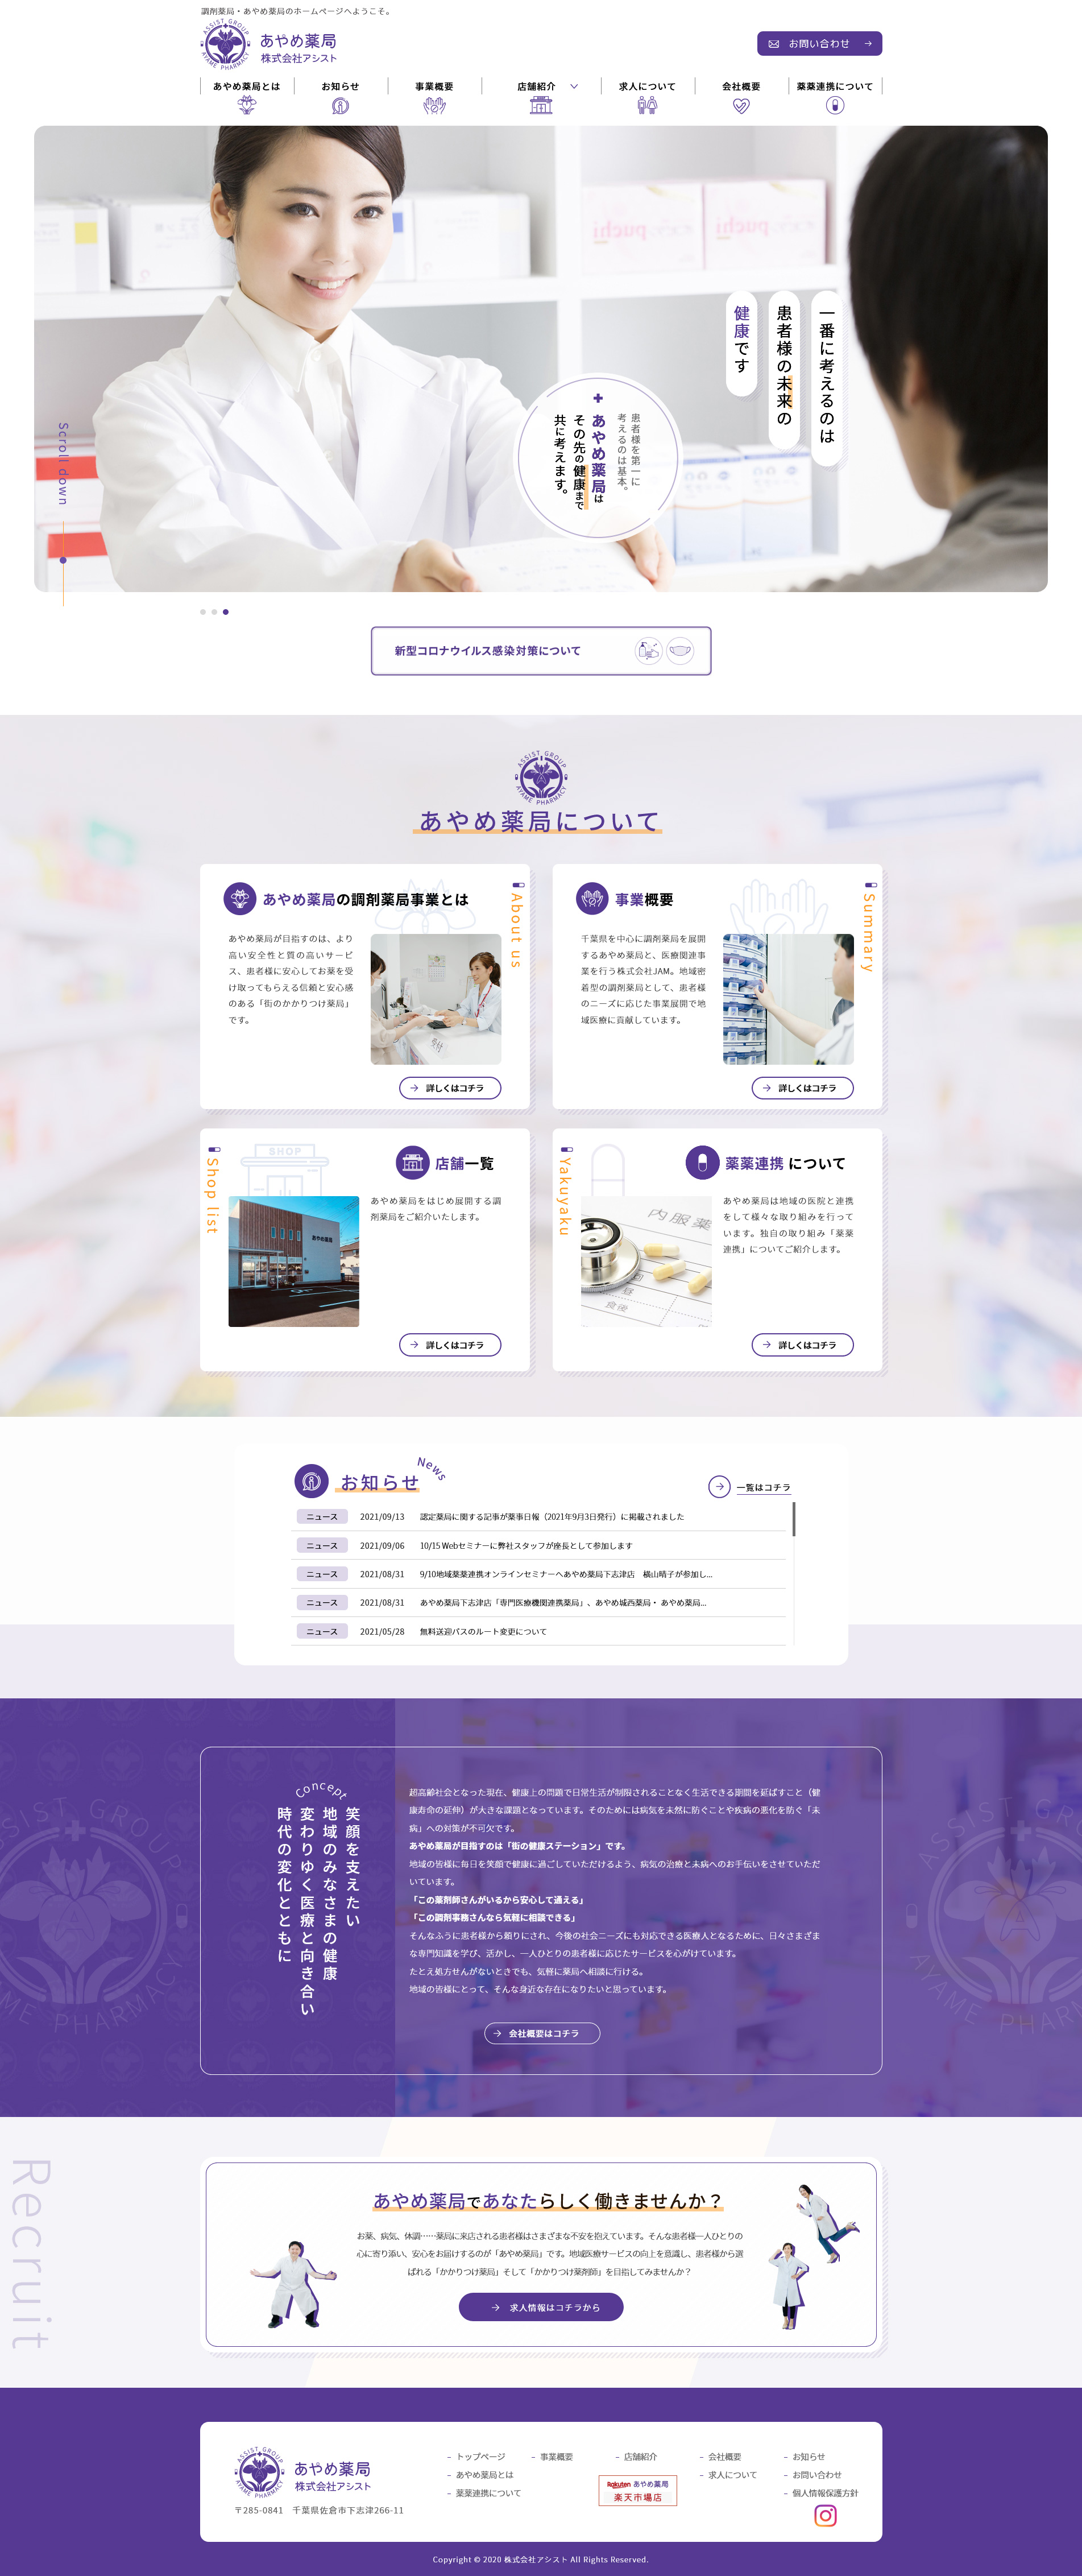 調剤薬局・あやめ薬局のホームページへようこそ。
ASSIST GROUP
AYAME PHARMACY
あやめ薬局
株式会社アシスト
お問い合わせ
あやめ薬局とは
お知らせ
事業概要
店舗紹介
求人について
会社概要
薬薬連携について
puchi
puchi
一番に考えるのは
患者様の未来の
健康です
患者様を第一に
考えるのは基本。
あやめ薬局は
その先の健康まで
共に考えます。
Scroll down
新型コロナウイルス感染対策について
ASSIST GROUP
AYAME PHARMACY
あやめ薬局について
あやめ薬局の調剤薬局事業とは
About us
あやめ薬局が目指すのは、より
高い安全性と質の高いサービ
ス、患者様に安心してお薬を受
け取ってもらえる信頼と安心感
のある「街のかかりつけ薬局」
です。
詳しくはコチラ
事業概要
Summary
千葉県を中心に調剤薬局を展開
するあやめ薬局と、医療関連事
業を行う株式会社JAM。地域密
着型の調剤薬局として、患者様
のニーズに応じた事業展開で地
域医療に貢献しています。
詳しくはコチラ
Shop list
SHOP
店舗一覧
あやめ薬局をはじめ展開する調
剤薬局をご紹介いたします。
あやめ薬局
詳しくはコチラ
Yakuyaku
薬薬連携 について
あやめ薬局は地域の医院と連携
をして様々な取り組みを行って
います。独自の取り組み「薬薬
連携」についてご紹介します。
内服薬
食後
詳しくはコチラ
お知らせ
News
一覧はコチラ
ニュース 2021/09/13 認定薬局に関する記事が薬事日報（2021年9月3日発行）に掲載されました
ニュース 2021/09/06 10/15 Webセミナーに弊社スタッフが座長として参加します
ニュース 2021/08/31 9/10地域薬薬連携オンラインセミナーへあやめ薬局下志津店　横山晴子が参加し...
ニュース 2021/08/31 あやめ薬局下志津店「専門医療機関連携薬局」、あやめ城西薬局・ あやめ薬局...
ニュース 2021/05/28 無料送迎バスのルート変更について
Concept
笑顔を支えたい
地域のみなさまの健康
変わりゆく医療と向き合い
時代の変化とともに
超高齢社会となった現在、健康上の問題で日常生活が制限されることなく生活できる期間を延ばすこと（健
康寿命の延伸）が大きな課題となっています。そのためには病気を未然に防ぐことや疾病の悪化を防ぐ「未
病」への対策が不可欠です。
あやめ薬局が目指すのは「街の健康ステーション」です。
地域の皆様に毎日を笑顔で健康に過ごしていただけるよう、病気の治療と未病へのお手伝いをさせていただ
いています。
「この薬剤師さんがいるから安心して通える」
「この調剤事務さんなら気軽に相談できる」
そんなふうに患者様から頼りにされ、今後の社会ニーズにも対応できる医療人となるために、日々さまざま
な専門知識を学び、活かし、一人ひとりの患者様に応じたサービスを心がけています。
たとえ処方せんがないときでも、気軽に薬局へ相談に行ける。
地域の皆様にとって、そんな身近な存在になりたいと思っています。
会社概要はコチラ
Recruit
あやめ薬局であなたらしく働きませんか？
お薬、病気、体調……薬局に来店される患者様はさまざまな不安を抱えています。そんな患者様一人ひとりの
心に寄り添い、安心をお届けするのが「あやめ薬局」です。地域医療サービスの向上を意識し、患者様から選
ばれる「かかりつけ薬局」そして「かかりつけ薬剤師」を目指してみませんか？
求人情報はコチラから
ASSIST GROUP
AYAME PHARMACY
あやめ薬局
株式会社アシスト
〒285-0841　千葉県佐倉市下志津266-11
- トップページ
- あやめ薬局とは
- 薬薬連携について
- 事業概要
- 店舗紹介
Rakuten あやめ薬局
楽天市場店
- 会社概要
- 求人について
- お知らせ
- お問い合わせ
- 個人情報保護方針
Copyright © 2020 株式会社アシスト All Rights Reserved.